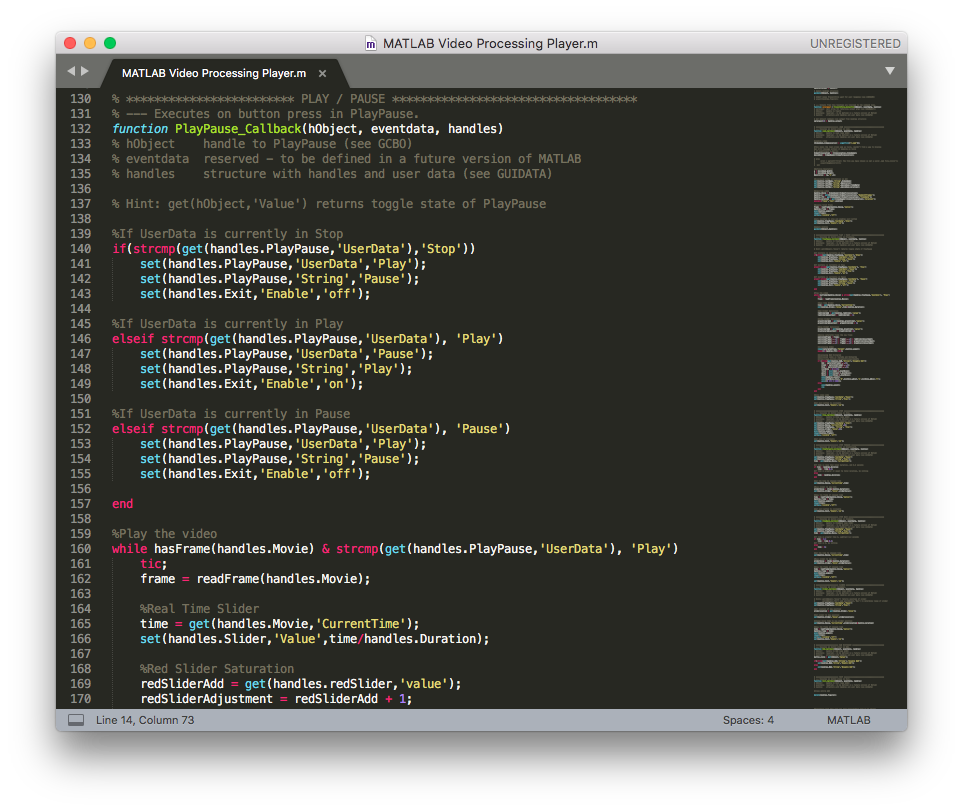 MATLAB Video Processing Player.m
UNREGISTERED
MATLAB Video Processing Player.m ×
130 % ************************ PLAY / PAUSE ***********************************
131 % --- Executes on button press in PlayPause.
132 function PlayPause_Callback(hObject, eventdata, handles)
133 % hObject    handle to PlayPause (see GCBO)
134 % eventdata  reserved - to be defined in a future version of MATLAB
135 % handles    structure with handles and user data (see GUIDATA)
136
137 % Hint: get(hObject,'Value') returns toggle state of PlayPause
138
139 %If UserData is currently in Stop
140 if(strcmp(get(handles.PlayPause,'UserData'),'Stop'))
141     set(handles.PlayPause,'UserData','Play');
142     set(handles.PlayPause,'String','Pause');
143     set(handles.Exit,'Enable','off');
144
145 %If UserData is currently in Play
146 elseif strcmp(get(handles.PlayPause,'UserData'), 'Play')
147     set(handles.PlayPause,'UserData','Pause');
148     set(handles.PlayPause,'String','Play');
149     set(handles.Exit,'Enable','on');
150
151 %If UserData is currently in Pause
152 elseif strcmp(get(handles.PlayPause,'UserData'), 'Pause')
153     set(handles.PlayPause,'UserData','Play');
154     set(handles.PlayPause,'String','Pause');
155     set(handles.Exit,'Enable','off');
156
157 end
158
159 %Play the video
160 while hasFrame(handles.Movie) & strcmp(get(handles.PlayPause,'UserData'), 'Play')
161     tic;
162     frame = readFrame(handles.Movie);
163
164     %Real Time Slider
165     time = get(handles.Movie,'CurrentTime');
166     set(handles.Slider,'Value',time/handles.Duration);
167
168     %Red Slider Saturation
169     redSliderAdd = get(handles.redSlider,'value');
170     redSliderAdjustment = redSliderAdd + 1;
Line 14, Column 73
Spaces: 4
MATLAB